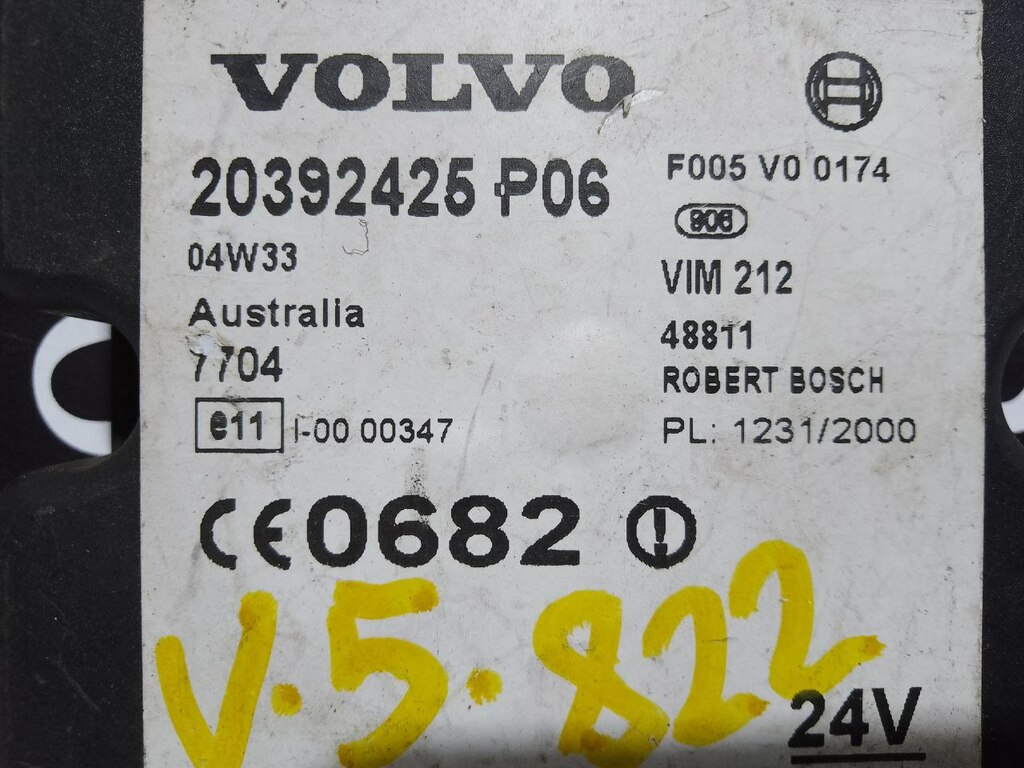 VOLVO
20392425 P06
04W33
Australia
7704
e11 I-00 00347
F005 V0 0174
VIM 212
48811
ROBERT BOSCH
PL: 1231/2000
CE0682
V.5.822
24V